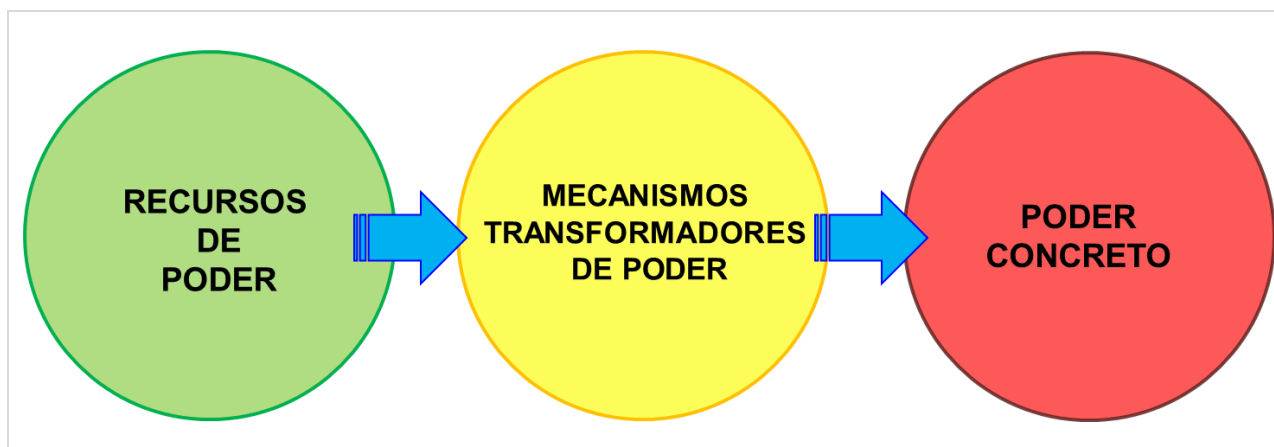 RECURSOS
DE
PODER
MECANISMOS
TRANSFORMADORES
DE PODER
PODER
CONCRETO